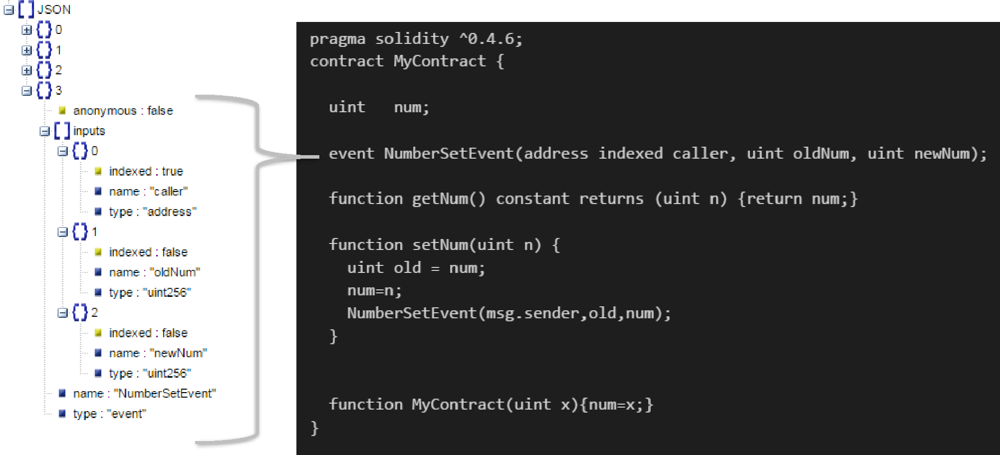 JSON
0
1
2
3
anonymous : false
inputs
0
indexed : true
name : "caller"
type : "address"
1
indexed : false
name : "oldNum"
type : "uint256"
2
indexed : false
name : "newNum"
type : "uint256"
name : "NumberSetEvent"
type : "event"
pragma solidity ^0.4.6;
contract MyContract {
uint   num;
event NumberSetEvent(address indexed caller, uint oldNum, uint newNum);
function getNum() constant returns (uint n) {return num;}
function setNum(uint n) {
uint old = num;
num=n;
NumberSetEvent(msg.sender,old,num);
}
function MyContract(uint x){num=x;}
}